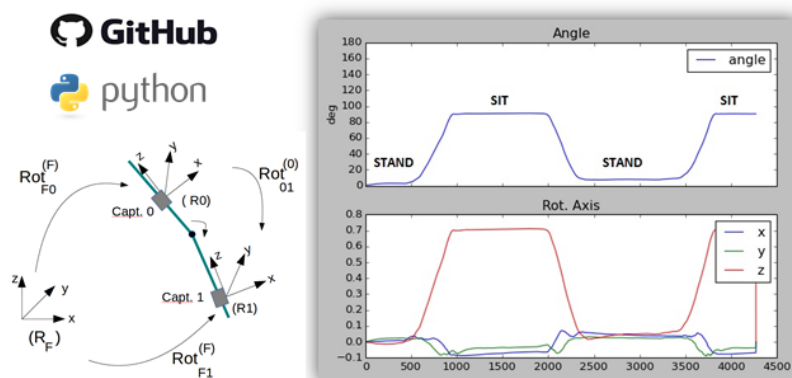 GitHub
python
Rot F0 (F)
z y x
Capt. 0
( R0)
Rot 01 (0)
z y x
Capt. 1
(R1)
z y x
(R F)
Rot F1 (F)
Angle
angle
deg
180
160
140
120
100
80
60
40
20
0
STAND
SIT
STAND
SIT
Rot. Axis
x
y
z
0.8
0.7
0.6
0.5
0.4
0.3
0.2
0.1
0.0
−0.1
0 500 1000 1500 2000 2500 3000 3500 4000 4500